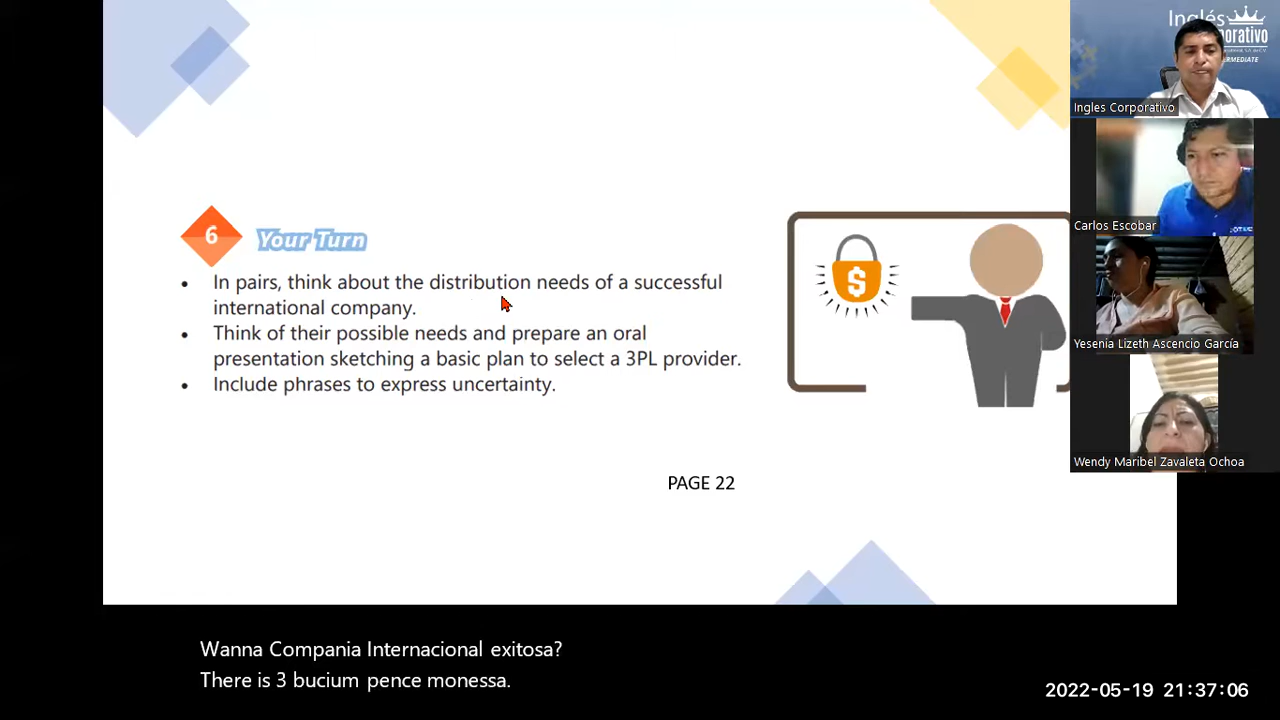 6
Your Turn
• In pairs, think about the distribution needs of a successful
international company.
• Think of their possible needs and prepare an oral
presentation sketching a basic plan to select a 3PL provider.
• Include phrases to express uncertainty.
$
PAGE 22
Inglés
orativo
RMEDIATE
Ingles Corporativo
Carlos Escobar
Yesenia Lizeth Ascencio García
Wendy Maribel Zavaleta Ochoa
Wanna Compania Internacional exitosa?
There is 3 bucium pence monessa.
2022-05-19 21:37:06